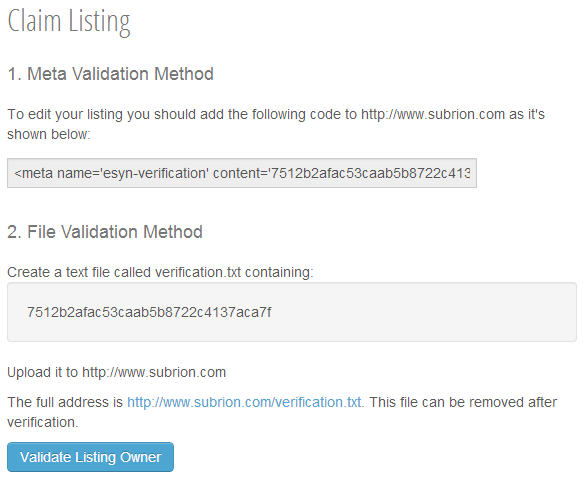 Claim Listing
1. Meta Validation Method
To edit your listing you should add the following code to http://www.subrion.com as it's
shown below:
<meta name='esyn-verification' content='7512b2afac53caab5b8722c413
2. File Validation Method
Create a text file called verification.txt containing:
7512b2afac53caab5b8722c4137aca7f
Upload it to http://www.subrion.com
The full address is http://www.subrion.com/verification.txt. This file can be removed after
verification.
Validate Listing Owner